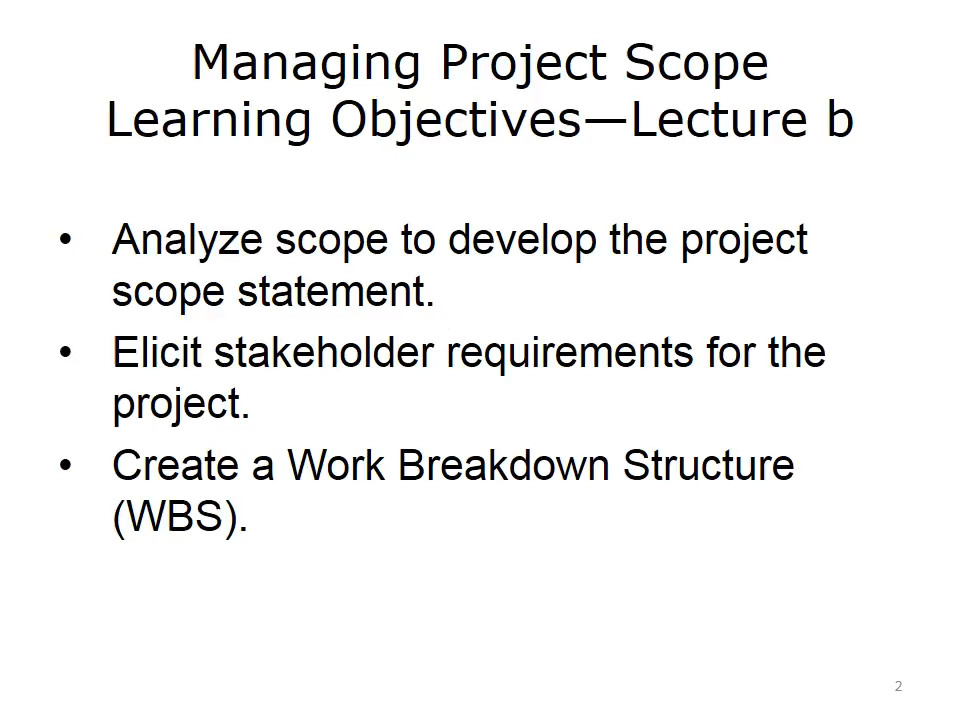 Managing Project Scope
Learning Objectives—Lecture b
• Analyze scope to develop the project
scope statement.
• Elicit stakeholder requirements for the
project.
• Create a Work Breakdown Structure
(WBS).
2